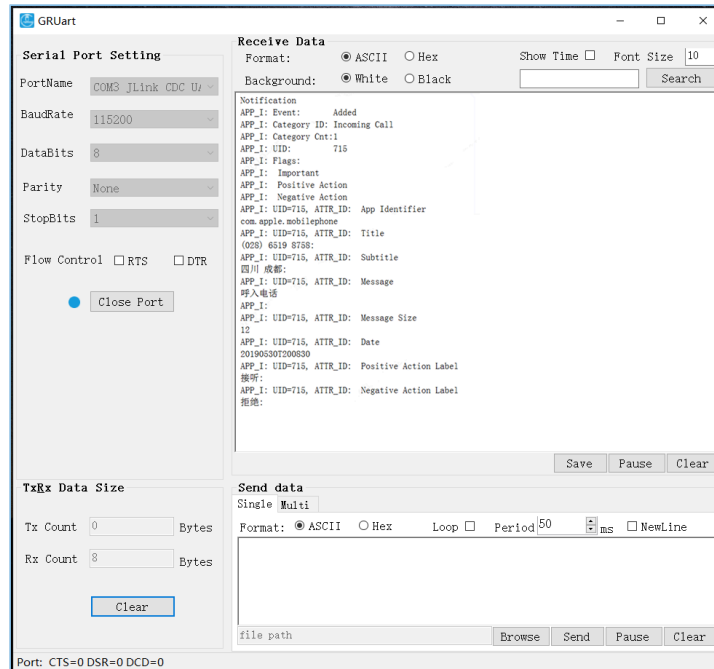 GRUart
Serial Port Setting
PortName COM3 JLink CDC UA
BaudRate 115200
DataBits 8
Parity None
StopBits 1
Flow Control RTS DTR
Close Port
Receive Data
Format: ASCII Hex Show Time Font Size 10
Background: White Black Search
Notification
APP_I: Event: Added
APP_I: Category ID: Incoming Call
APP_I: Category Cnt:1
APP_I: UID: 715
APP_I: Flags:
APP_I: Important
APP_I: Positive Action
APP_I: Negative Action
APP_I: UID=715, ATTR_ID: App Identifier
com.apple.mobilephone
APP_I: UID=715, ATTR_ID: Title
(028) 6519 8758:
APP_I: UID=715, ATTR_ID: Subtitle
四川 成都:
APP_I: UID=715, ATTR_ID: Message
呼入电话
APP_I:
APP_I: UID=715, ATTR_ID: Message Size
12
APP_I: UID=715, ATTR_ID: Date
20190530T200830
APP_I: UID=715, ATTR_ID: Positive Action Label
接听:
APP_I: UID=715, ATTR_ID: Negative Action Label
拒绝:
Save Pause Clear
TxRx Data Size
Tx Count 0 Bytes
Rx Count 8 Bytes
Clear
Send data
Single Multi
Format: ASCII Hex Loop Period 50 ms NewLine
file path Browse Send Pause Clear
Port: CTS=0 DSR=0 DCD=0